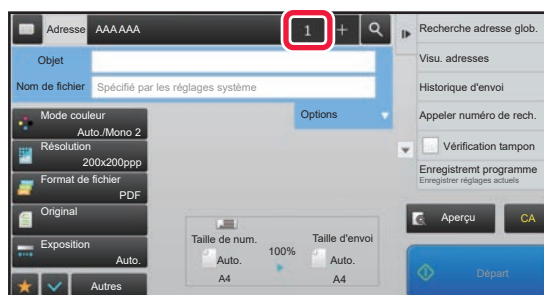 Adresse AAA AAA 1 +
Objet
Nom de fichier Spécifié par les réglages système
Options
Mode couleur
Auto./Mono 2
Résolution
200x200ppp
Format de fichier
PDF
Original
Exposition
Auto.
Autres
Taille de num.
Auto.
A4
100%
Taille d'envoi
Auto.
A4
Recherche adresse glob.
Visu. adresses
Historique d'envoi
Appeler numéro de rech.
Vérification tampon
Enregistremt programme
Enregistrer réglages actuels
Aperçu
CA
Départ